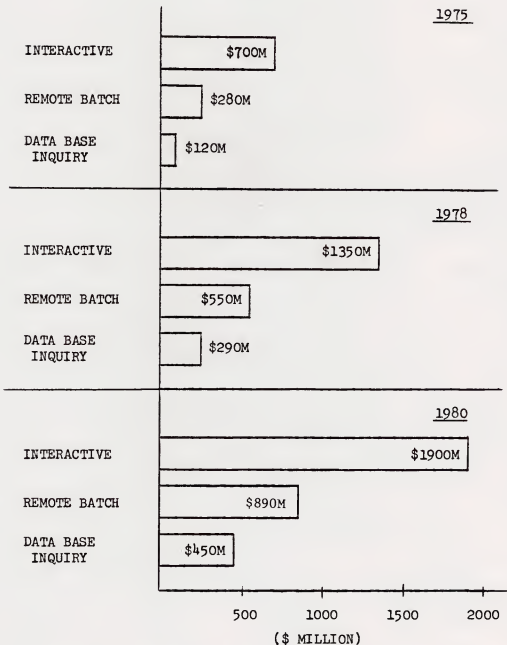 1975
INTERACTIVE $700M
REMOTE BATCH $280M
DATA BASE
INQUIRY $120M
1978
INTERACTIVE $1350M
REMOTE BATCH $550M
DATA BASE
INQUIRY $290M
1980
INTERACTIVE $1900M
REMOTE BATCH $890M
DATA BASE
INQUIRY $450M
500 1000 1500 2000
($ MILLION)